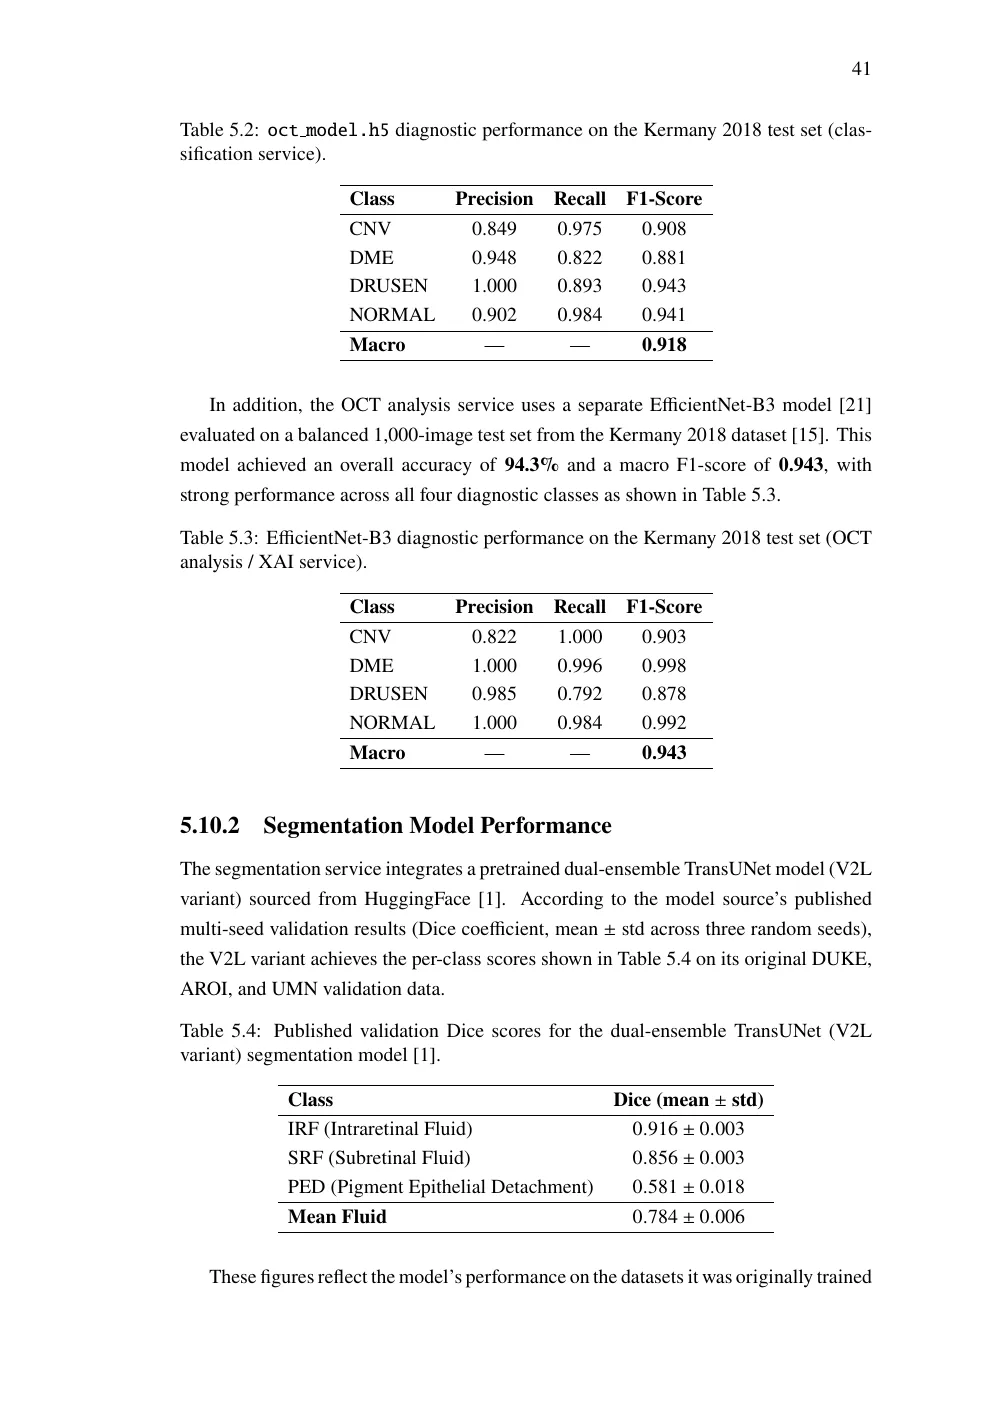 41
Table 5.2: oct_model.h5 diagnostic performance on the Kermany 2018 test set (clas-
sification service).
Class Precision Recall F1-Score
CNV 0.849 0.975 0.908
DME 0.948 0.822 0.881
DRUSEN 1.000 0.893 0.943
NORMAL 0.902 0.984 0.941
Macro — — 0.918
In addition, the OCT analysis service uses a separate EfficientNet-B3 model [21]
evaluated on a balanced 1,000-image test set from the Kermany 2018 dataset [15]. This
model achieved an overall accuracy of 94.3% and a macro F1-score of 0.943, with
strong performance across all four diagnostic classes as shown in Table 5.3.
Table 5.3: EfficientNet-B3 diagnostic performance on the Kermany 2018 test set (OCT
analysis / XAI service).
Class Precision Recall F1-Score
CNV 0.822 1.000 0.903
DME 1.000 0.996 0.998
DRUSEN 0.985 0.792 0.878
NORMAL 1.000 0.984 0.992
Macro — — 0.943
5.10.2 Segmentation Model Performance
The segmentation service integrates a pretrained dual-ensemble TransUNet model (V2L
variant) sourced from HuggingFace [1]. According to the model source's published
multi-seed validation results (Dice coefficient, mean ± std across three random seeds),
the V2L variant achieves the per-class scores shown in Table 5.4 on its original DUKE,
AROI, and UMN validation data.
Table 5.4: Published validation Dice scores for the dual-ensemble TransUNet (V2L
variant) segmentation model [1].
Class Dice (mean ± std)
IRF (Intraretinal Fluid) 0.916 ± 0.003
SRF (Subretinal Fluid) 0.856 ± 0.003
PED (Pigment Epithelial Detachment) 0.581 ± 0.018
Mean Fluid 0.784 ± 0.006
These figures reflect the model's performance on the datasets it was originally trained